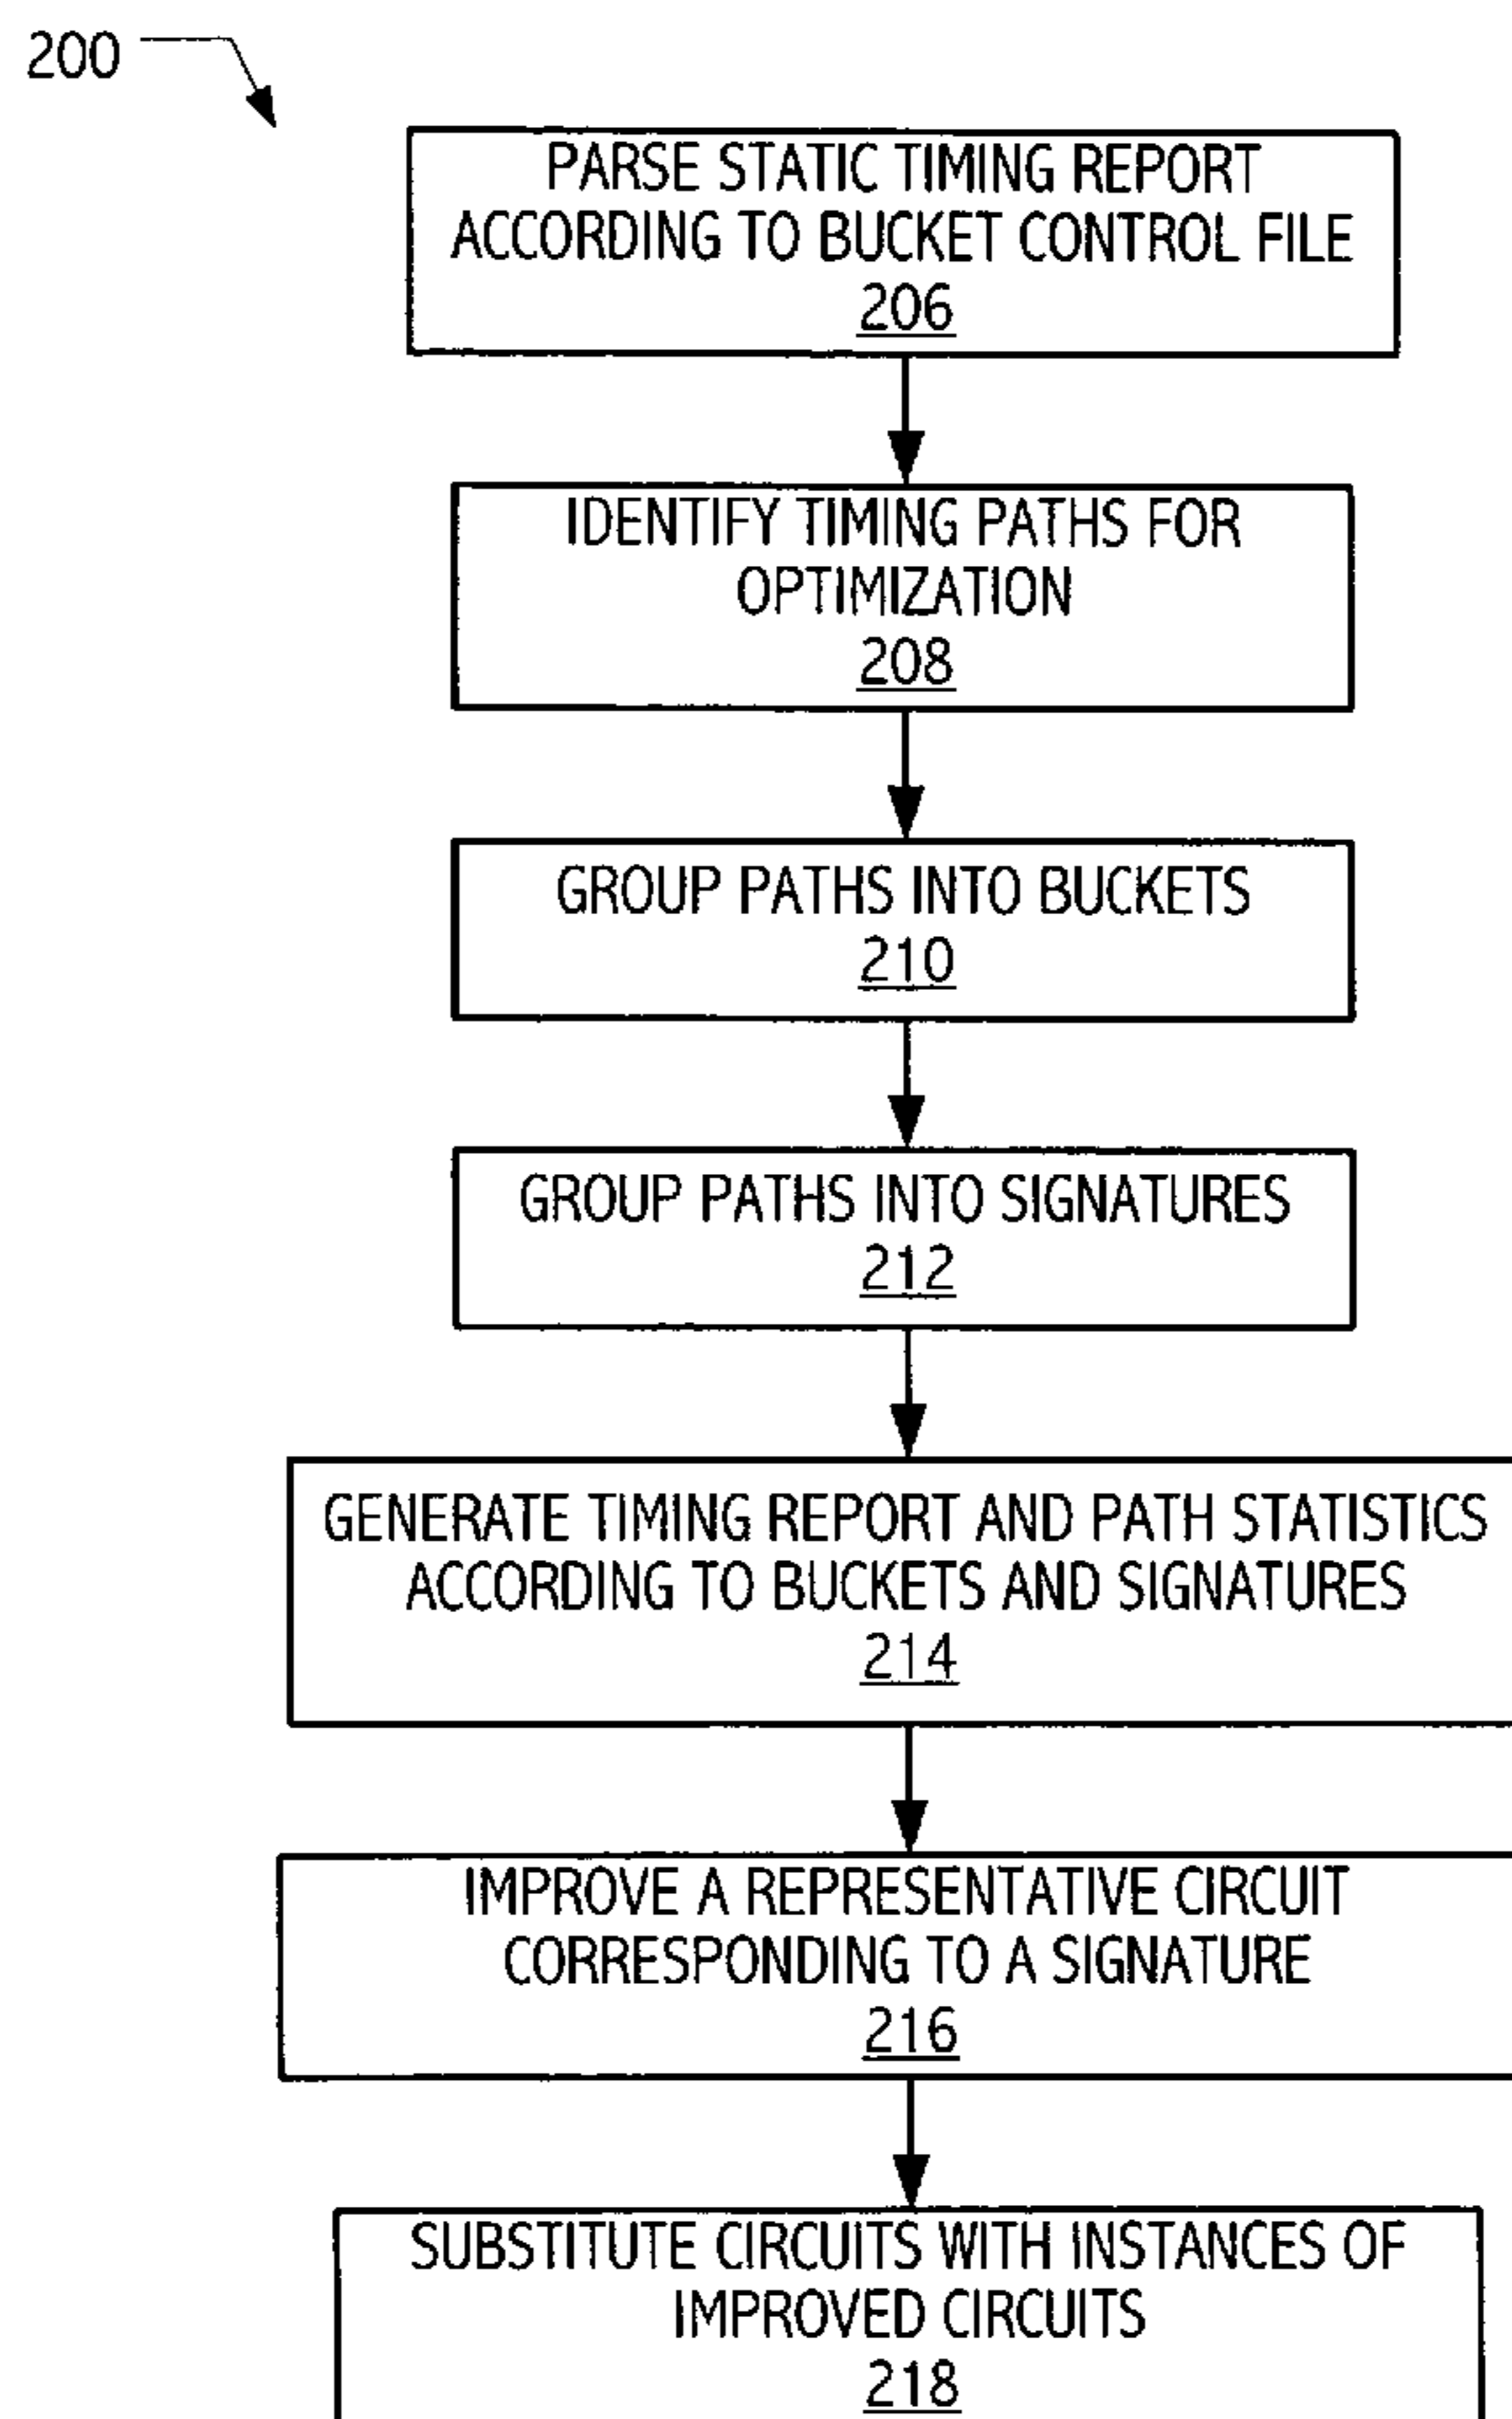 200
PARSE STATIC TIMING REPORT
ACCORDING TO BUCKET CONTROL FILE
206
IDENTIFY TIMING PATHS FOR
OPTIMIZATION
208
GROUP PATHS INTO BUCKETS
210
GROUP PATHS INTO SIGNATURES
212
GENERATE TIMING REPORT AND PATH STATISTICS
ACCORDING TO BUCKETS AND SIGNATURES
214
IMPROVE A REPRESENTATIVE CIRCUIT
CORRESPONDING TO A SIGNATURE
216
SUBSTITUTE CIRCUITS WITH INSTANCES OF
IMPROVED CIRCUITS
218